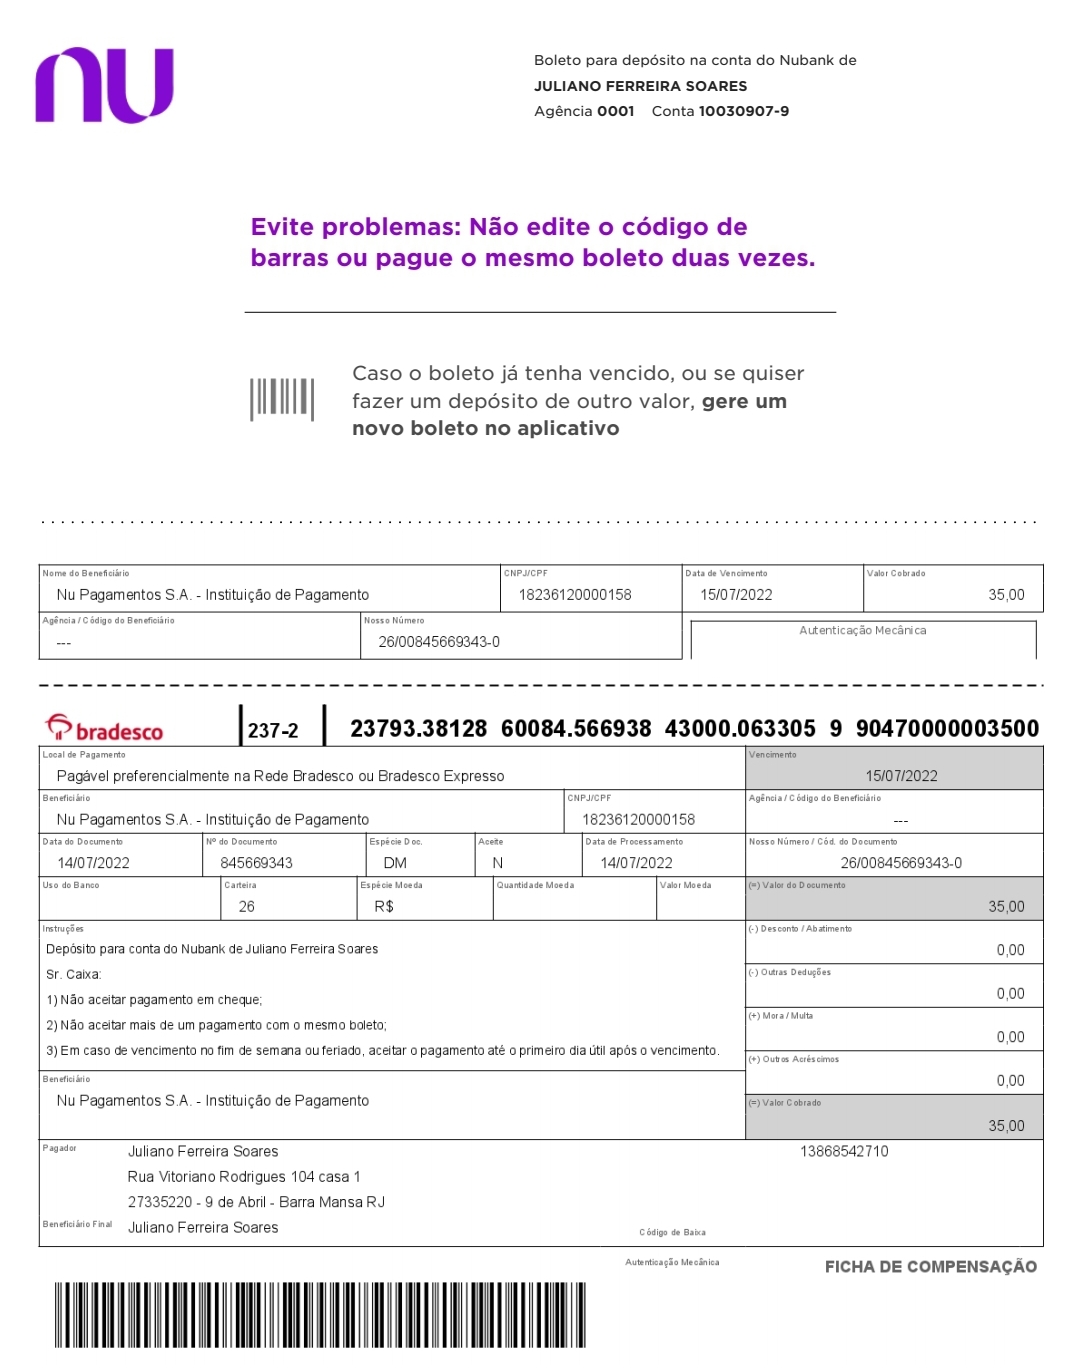 nu
Boleto para depósito na conta do Nubank de
JULIANO FERREIRA SOARES
Agência 0001 Conta 10030907-9
Evite problemas: Não edite o código de
barras ou pague o mesmo boleto duas vezes.
Caso o boleto já tenha vencido, ou se quiser
fazer um depósito de outro valor, gere um
novo boleto no aplicativo
Nome do Beneficiário CNPJ/CPF Data de Vencimento Valor Cobrado
Nu Pagamentos S.A. - Instituição de Pagamento 18236120000158 15/07/2022 35,00
Agência / Código do Beneficiário Nosso Número
--- 26/00845669343-0
Autenticação Mecânica
bradesco 237-2 23793.38128 60084.566938 43000.063305 9 90470000003500
Local de Pagamento Vencimento
Pagável preferencialmente na Rede Bradesco ou Bradesco Expresso 15/07/2022
Beneficiário CNPJ/CPF Agência / Código do Beneficiário
Nu Pagamentos S.A. - Instituição de Pagamento 18236120000158 ---
Data do Documento Nº do Documento Espécie Doc. Aceite Data de Processamento Nosso Número / Cód. do Documento
14/07/2022 845669343 DM N 14/07/2022 26/00845669343-0
Uso do Banco Carteira Espécie Moeda Quantidade Moeda Valor Moeda (=) Valor do Documento
26 R$ 35,00
Instruções (-) Desconto / Abatimento
Depósito para conta do Nubank de Juliano Ferreira Soares 0,00
Sr. Caixa: (-) Outras Deduções
1) Não aceitar pagamento em cheque; 0,00
2) Não aceitar mais de um pagamento com o mesmo boleto; (+) Mora / Multa
0,00
3) Em caso de vencimento no fim de semana ou feriado, aceitar o pagamento até o primeiro dia útil após o vencimento. (+) Outros Acréscimos
0,00
Beneficiário (=) Valor Cobrado
Nu Pagamentos S.A. - Instituição de Pagamento 35,00
Pagador Juliano Ferreira Soares 13868542710
Rua Vitoriano Rodrigues 104 casa 1
27335220 - 9 de Abril - Barra Mansa RJ
Beneficiário Final Juliano Ferreira Soares Código de Baixa
Autenticação Mecânica FICHA DE COMPENSAÇÃO